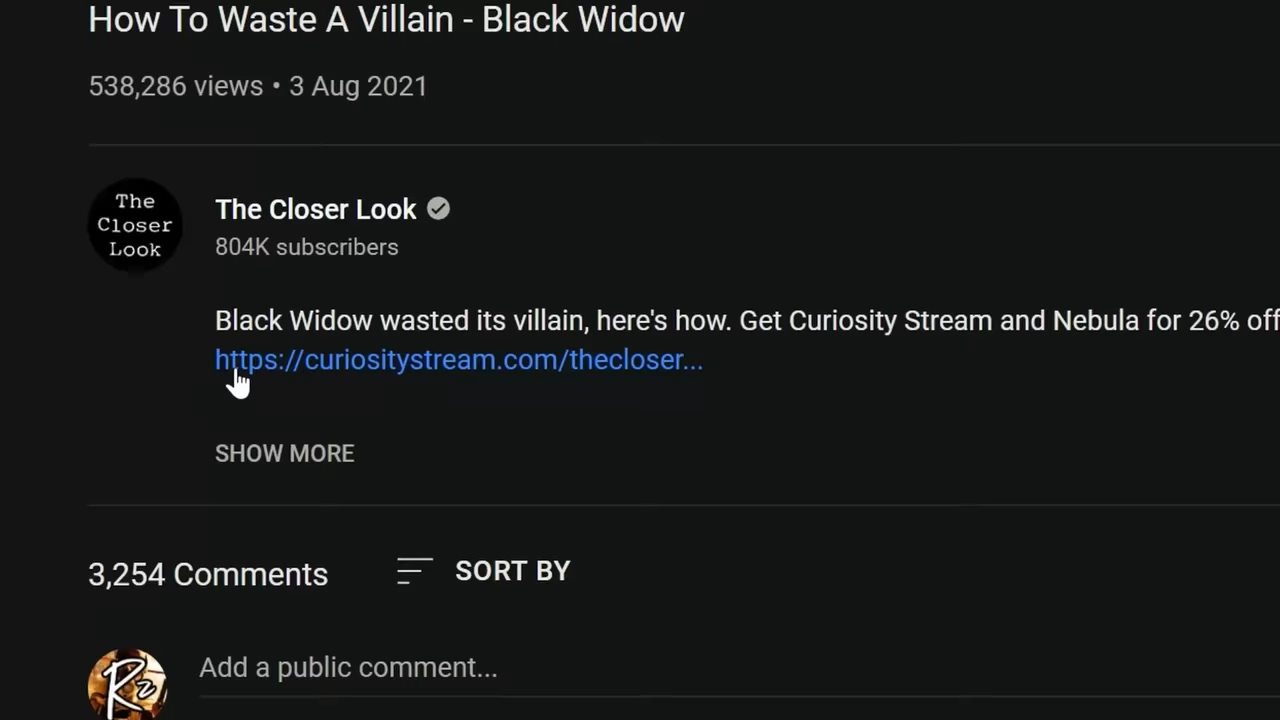 How To Waste A Villain - Black Widow
538,286 views • 3 Aug 2021
The
Closer
Look
The Closer Look
804K subscribers
Black Widow wasted its villain, here's how. Get Curiosity Stream and Nebula for 26% off
https://curiositystream.com/thecloser...
SHOW MORE
3,254 Comments
SORT BY
Rz
Add a public comment...